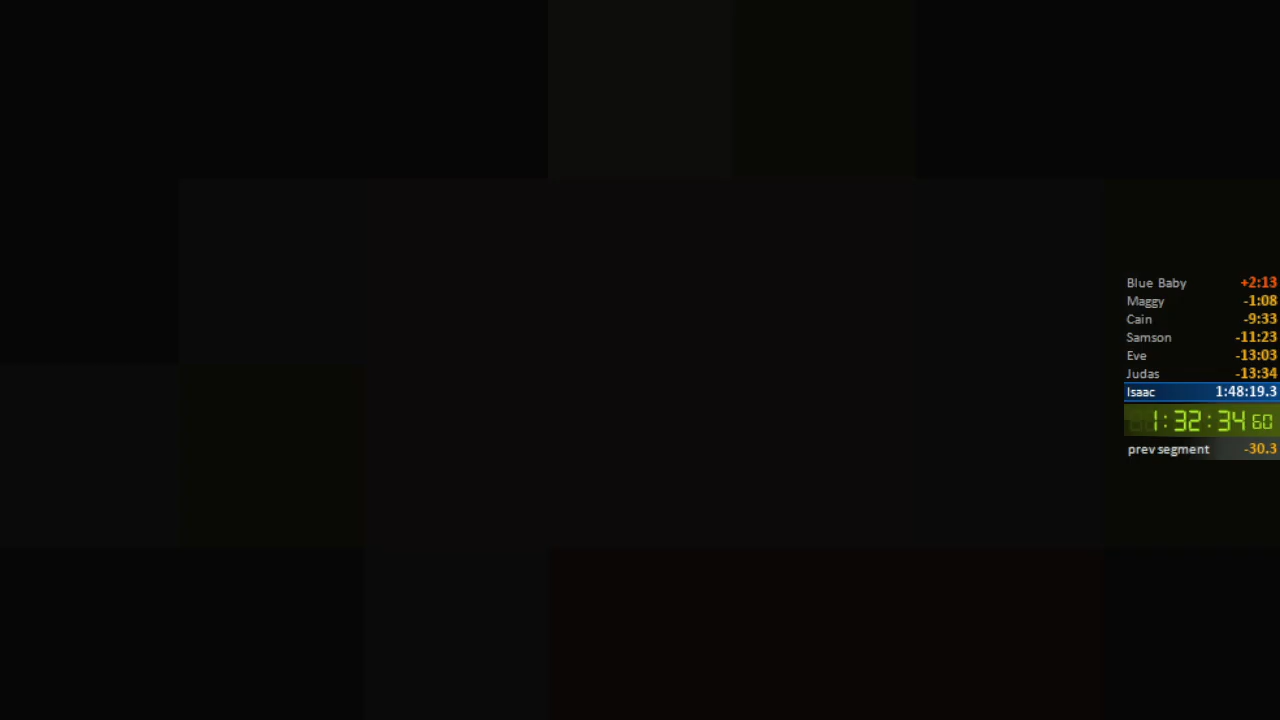 Blue Baby +2:13
Maggy -1:08
Cain -9:33
Samson -11:23
Eve -13:03
Judas -13:34
Isaac 1:48:19.3
1:32:34 60
prev segment -30.3